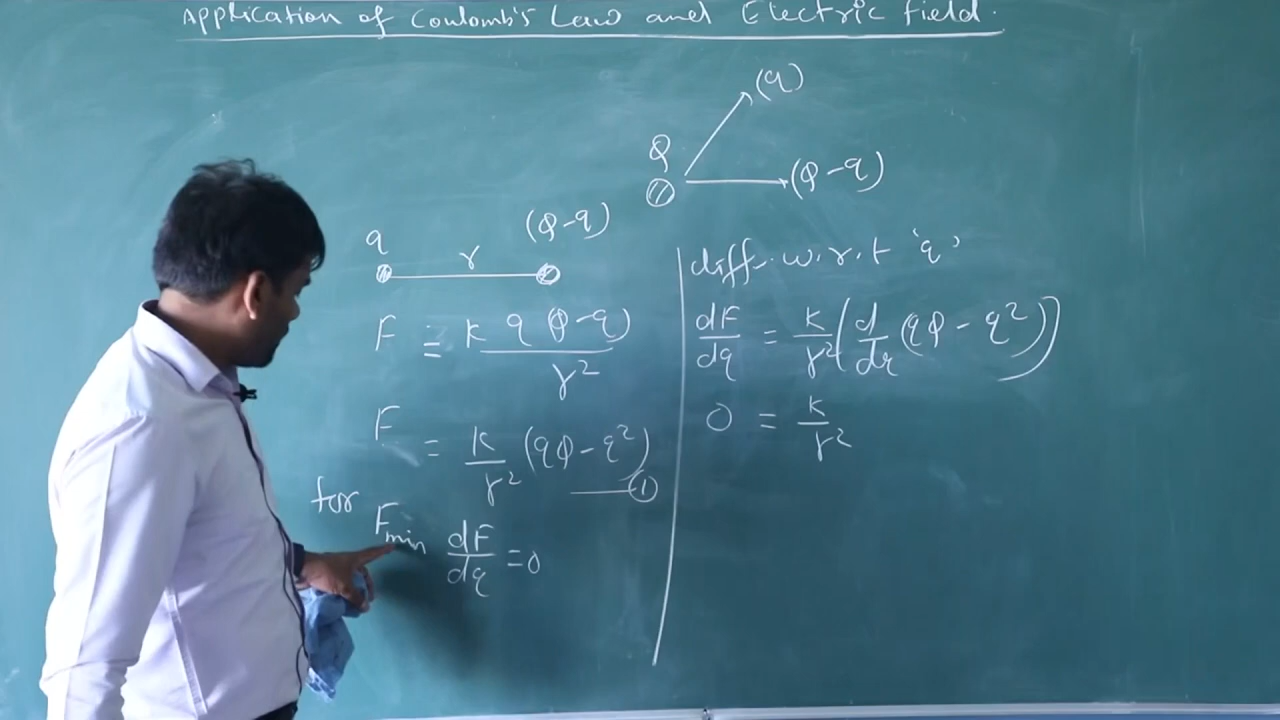 Application of Coulomb's Law and Electric field.
(q)
Q
(Q-q)
q
r
(Q-q)
F = K q (Q-q) / r²
F = K/r² (qQ - q²) —①
for
Fmin dF/dq = 0
diff. w.r.t 'q'
dF/dq = K/r² (d/dq (qQ - q²))
0 = K/r²